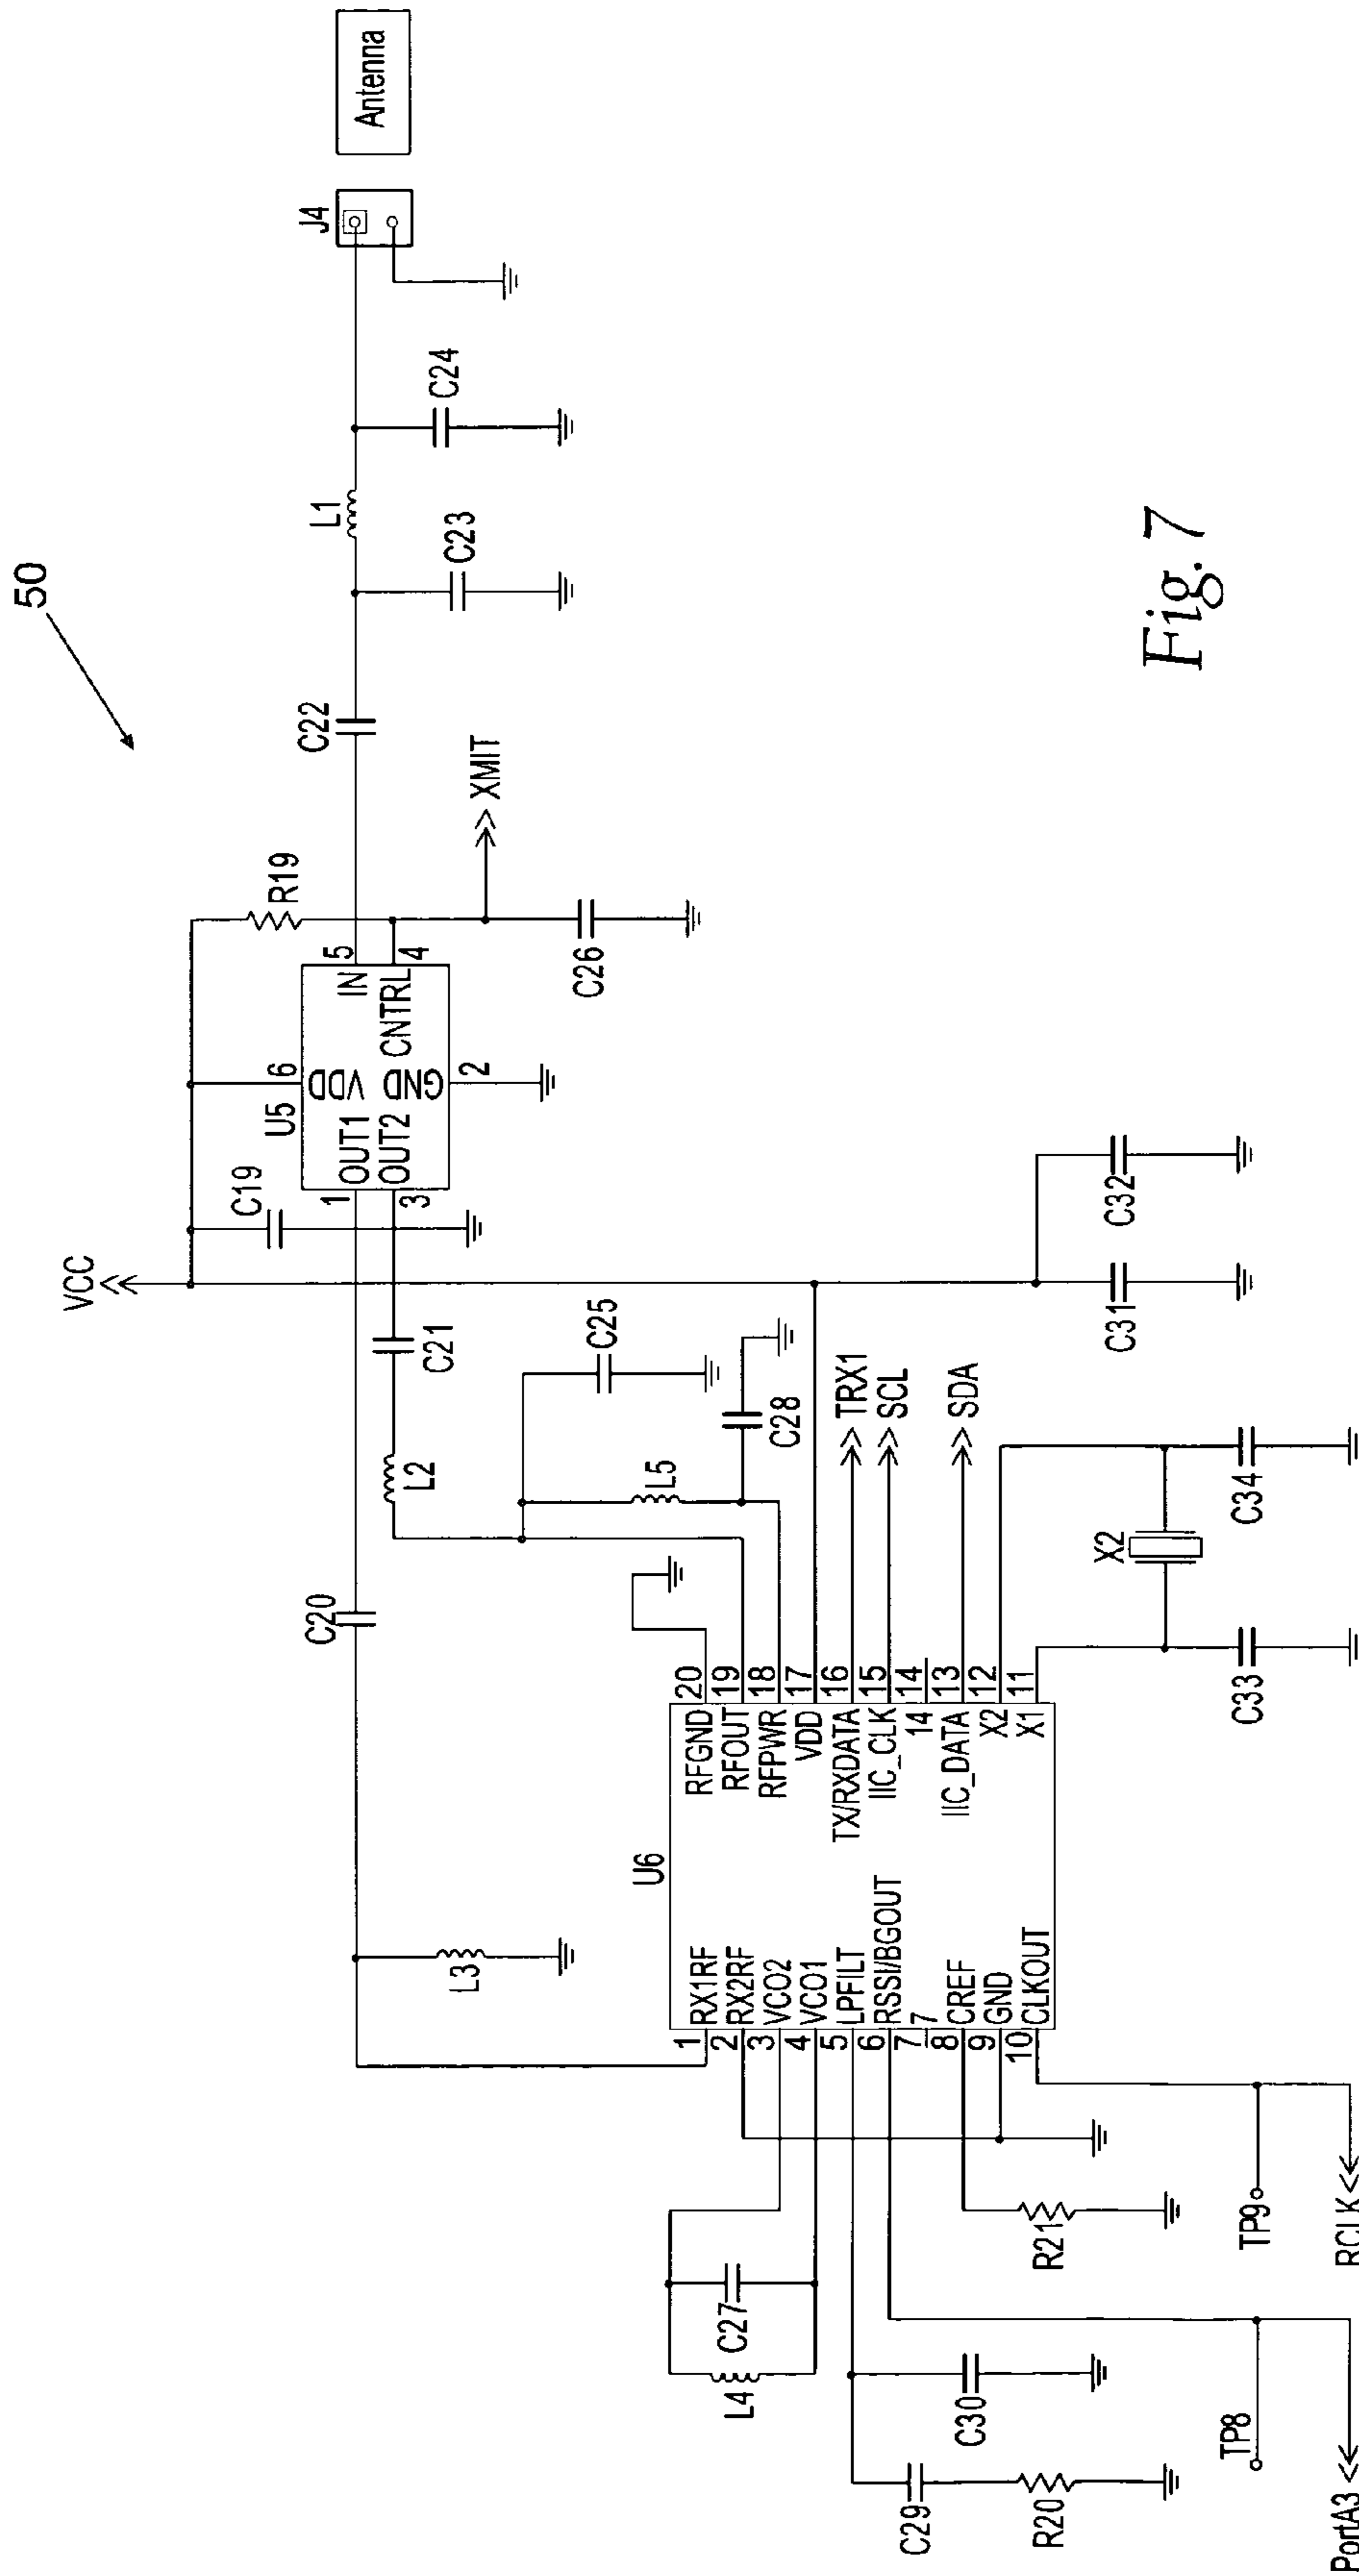 50
VCC
Antenna
J4
C20
C19
U5
1 OUT1
OUT2
3
6
VDD
GND
2
IN 5
CNTRL 4
R19
C22
L1
C23
C24
XMIT
C26
L3
L2
C21
C25
L5
C28
U6
1 RX1RF
2 RX2RF
3 VCO2
4 VCO1
5 LPFILT
6 RSSI/BGOUT
7 7
8 CREF
9 GND
10 CLKOUT
RFGND 20
RFOUT 19
RFPWR 18
VDD 17
TX/RXDATA 16
IIC_CLK 15
14 14
IIC_DATA 13
X2 12
X1 11
TRX1
SCL
SDA
L4
C27
C29
C30
R20
R21
TP8
TP9
PortA3
RCLK
C33
X2
C34
C31
C32
Fig. 7